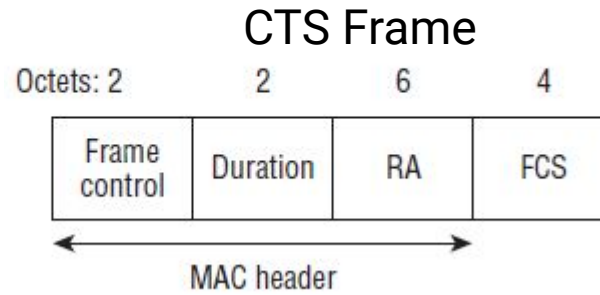 CTS Frame
Octets: 2 2 6 4
Frame control Duration RA FCS
MAC header